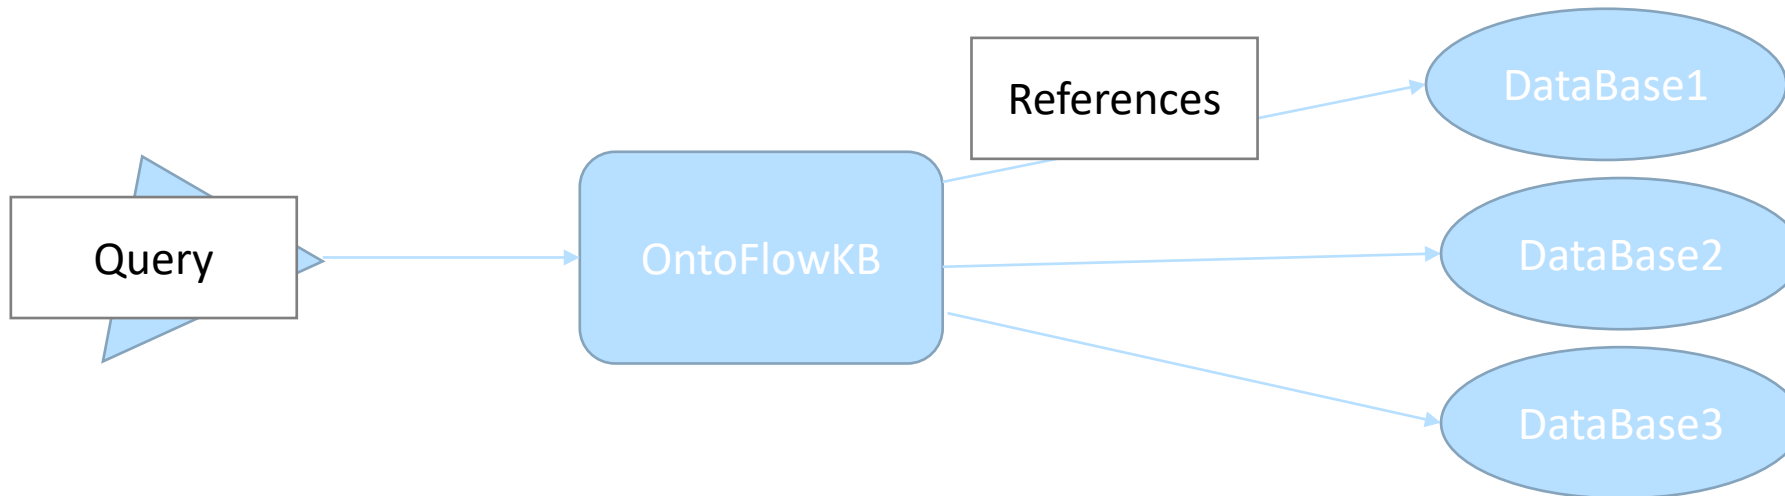 References
DataBase1
Query
OntoFlowKB
DataBase2
DataBase3